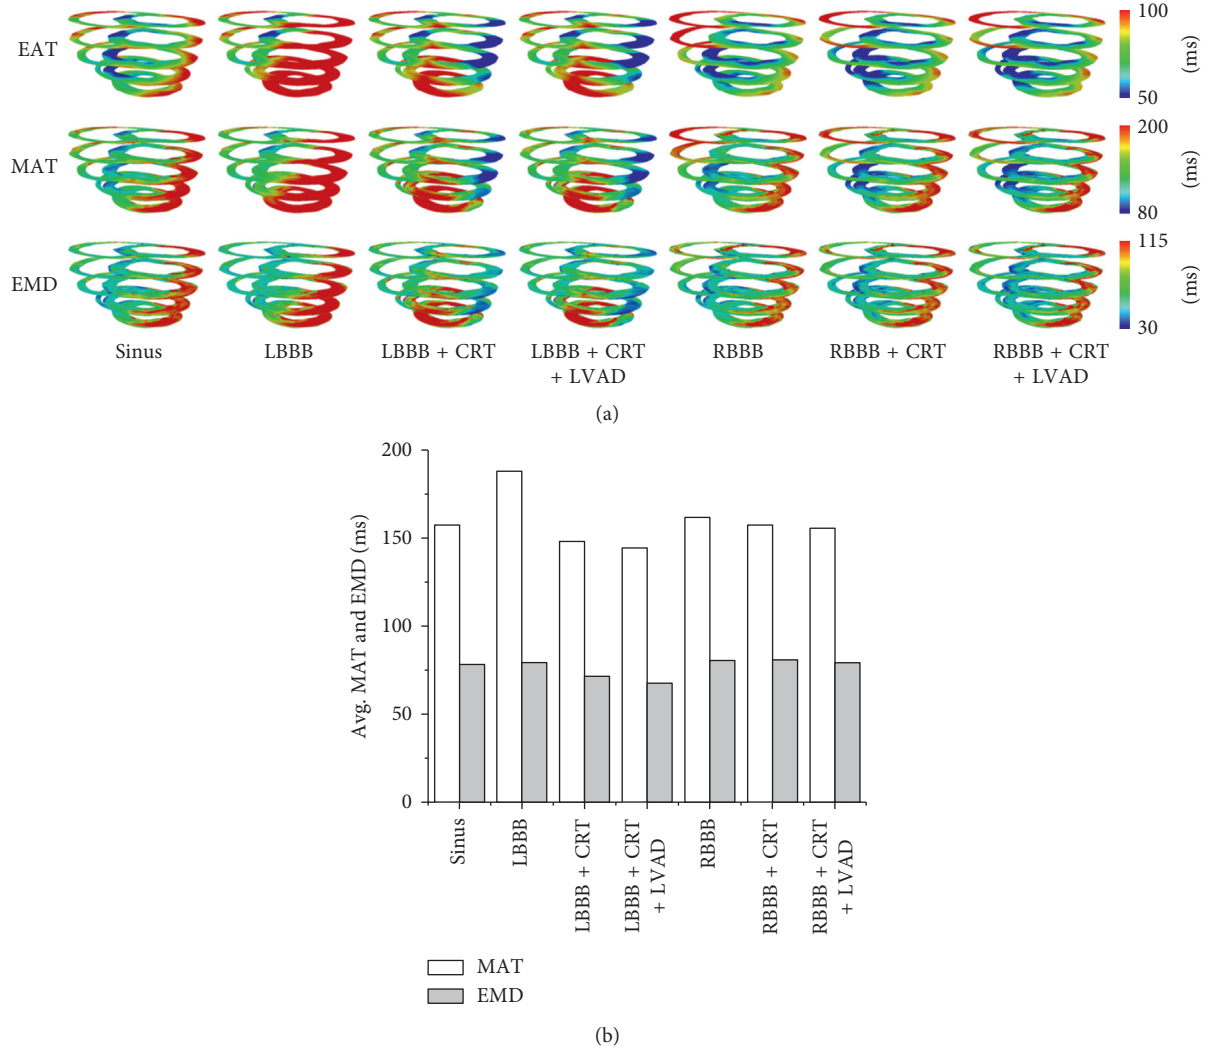 EAT
100
50
(ms)
MAT
200
80
(ms)
EMD
115
30
(ms)
Sinus
LBBB
LBBB + CRT
LBBB + CRT
+ LVAD
RBBB
RBBB + CRT
RBBB + CRT
+ LVAD
(a)
Avg. MAT and EMD (ms)
200
150
100
50
0
Sinus
LBBB
LBBB + CRT
LBBB + CRT
+ LVAD
RBBB
RBBB + CRT
RBBB + CRT
+ LVAD
MAT
EMD
(b)